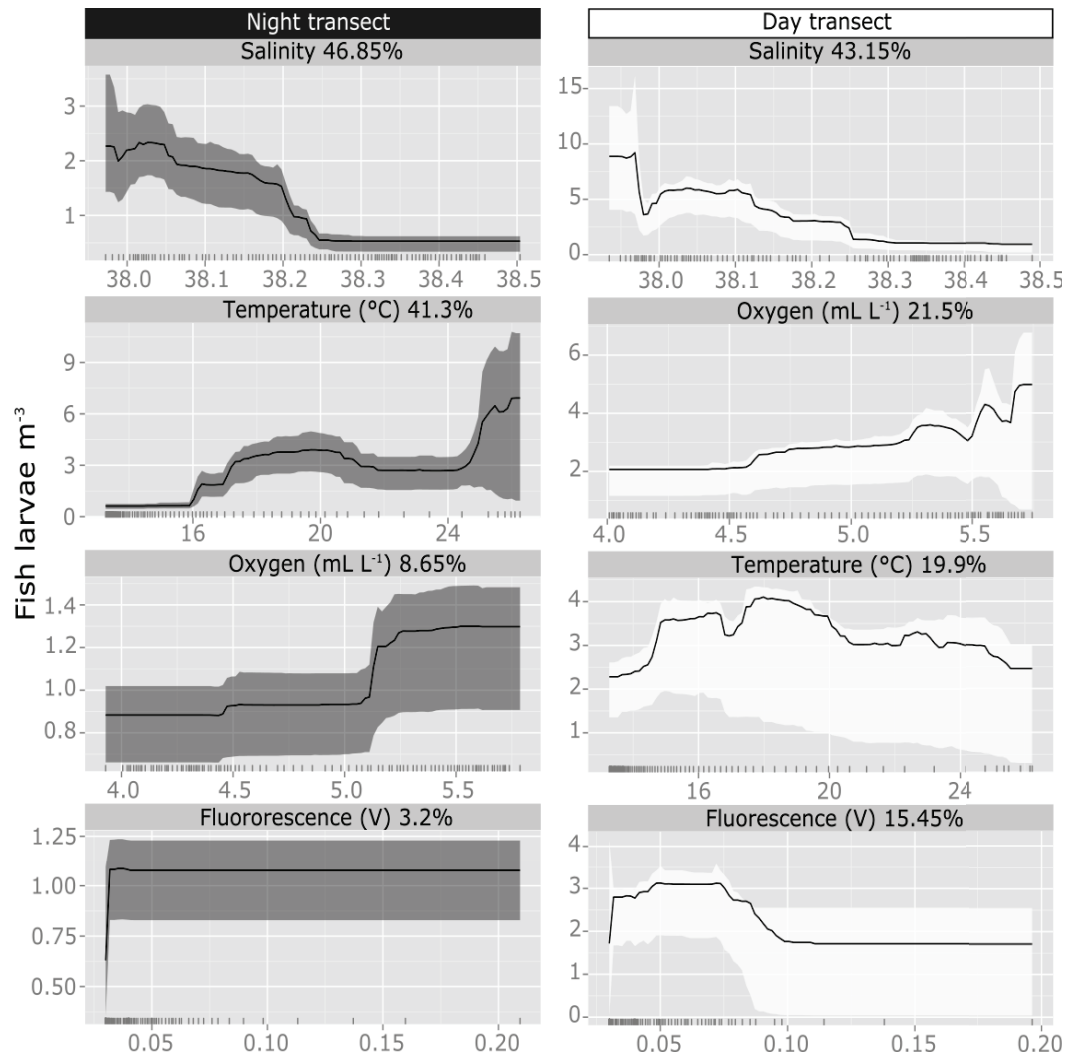 Night transect
Day transect
Salinity 46.85%
Salinity 43.15%
3
2
1
15
10
5
0
38.0 38.1 38.2 38.3 38.4 38.5
38.0 38.1 38.2 38.3 38.4 38.5
Temperature (°C) 41.3%
Oxygen (mL L⁻¹) 21.5%
9
6
3
0
6
4
2
16 20 24
4.0 4.5 5.0 5.5
Fish larvae m⁻³
Oxygen (mL L⁻¹) 8.65%
Temperature (°C) 19.9%
1.4
1.2
1.0
0.8
4
3
2
1
4.0 4.5 5.0 5.5
16 20 24
Fluororescence (V) 3.2%
Fluorescence (V) 15.45%
1.25
1.00
0.75
0.50
4
3
2
1
0
0.05 0.10 0.15 0.20
0.05 0.10 0.15 0.20